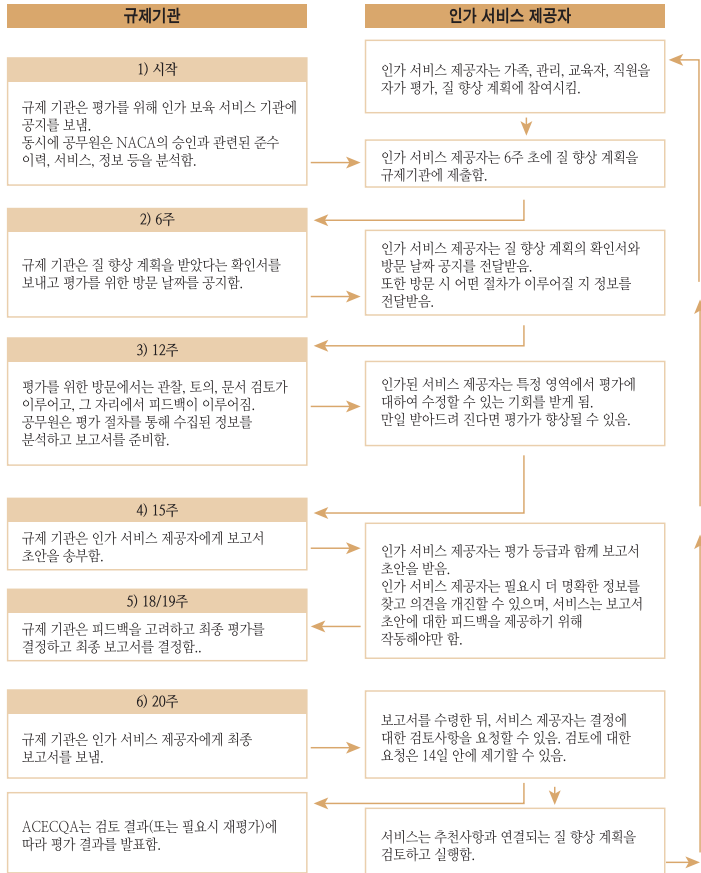 규제기관
인가 서비스 제공자
1) 시작
규제 기관은 평가를 위해 인가 보육 서비스 기관에
공지를 보냄.
동시에 공무원은 NACA의 승인과 관련된 준수
이력, 서비스, 정보 등을 분석함.
인가 서비스 제공자는 가족, 관리, 교육자, 직원을
자가 평가, 질 향상 계획에 참여시킴.
인가 서비스 제공자는 6주 초에 질 향상 계획을
규제기관에 제출함.
2) 6주
규제 기관은 질 향상 계획을 받았다는 확인서를
보내고 평가를 위한 방문 날짜를 공지함.
인가 서비스 제공자는 질 향상 계획의 확인서와
방문 날짜 공지를 전달받음.
또한 방문 시 어떤 절차가 이루어질 지 정보를
전달받음.
3) 12주
평가를 위한 방문에서는 관찰, 토의, 문서 검토가
이루어고, 그 자리에서 피드백이 이루어짐.
공무원은 평가 절차를 통해 수집된 정보를
분석하고 보고서를 준비함.
인가된 서비스 제공자는 특정 영역에서 평가에
대하여 수정할 수 있는 기회를 받게 됨.
만일 받아드려 진다면 평가가 향상될 수 있음.
4) 15주
규제 기관은 인가 서비스 제공자에게 보고서
초안을 송부함.
인가 서비스 제공자는 평가 등급과 함께 보고서
초안을 받음.
인가 서비스 제공자는 필요시 더 명확한 정보를
찾고 의견을 개진할 수 있으며, 서비스는 보고서
초안에 대한 피드백을 제공하기 위해
작동해야만 함.
5) 18/19주
규제 기관은 피드백을 고려하고 최종 평가를
결정하고 최종 보고서를 결정함..
6) 20주
규제 기관은 인가 서비스 제공자에게 최종
보고서를 보냄.
보고서를 수령한 뒤, 서비스 제공자는 결정에
대한 검토사항을 요청할 수 있음. 검토에 대한
요청은 14일 안에 제기할 수 있음.
ACECQA는 검토 결과(또는 필요시 재평가)에
따라 평가 결과를 발표함.
서비스는 추천사항과 연결되는 질 향상 계획을
검토하고 실행함.